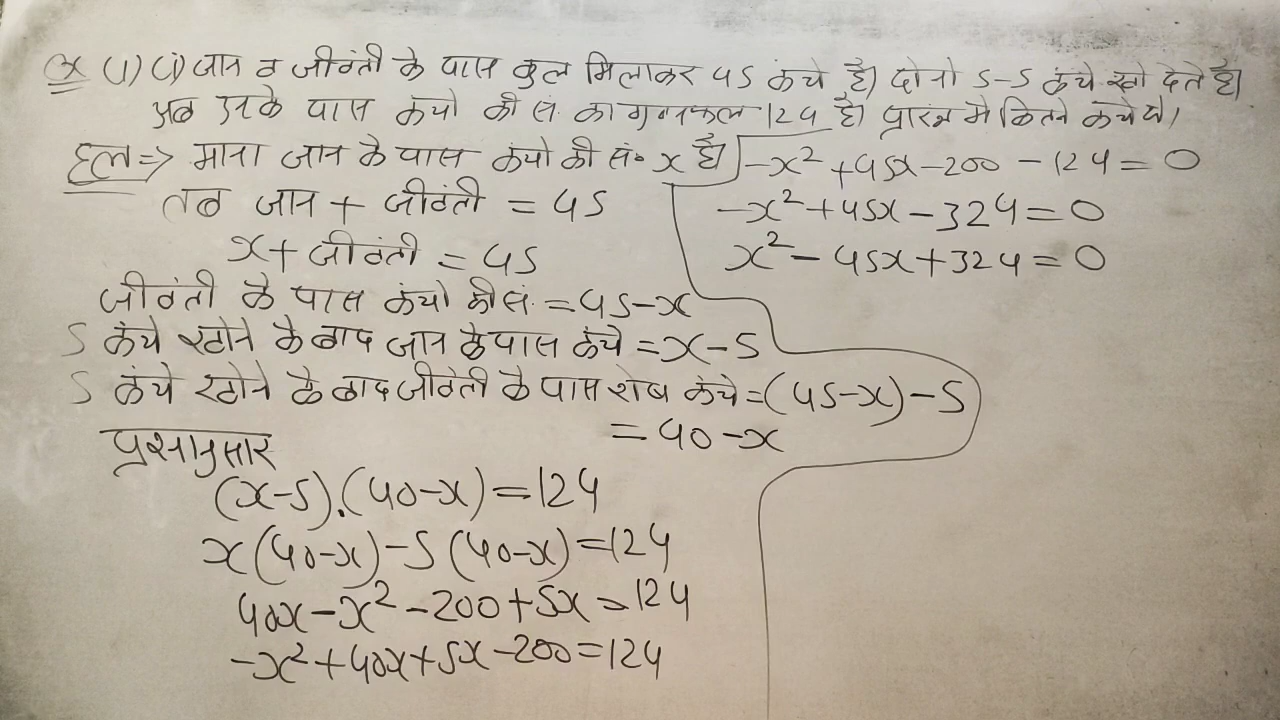 Ex (1) (i) जान व जीवंती के पास कुल मिलाकर 45 कंचे है। दोनो 5-5 कंचे खो देते है।
अब उनके पास कंचो की सं. का गुणनफल 124 है। प्रारंभ मे कितने कंचे थे।
हल => माना जान के पास कंचो की सं० x है।
तब जान + जीवंती = 45
x + जीवंती = 45
जीवंती के पास कंचो की सं. = 45-x
5 कंचे खोने के बाद जान के पास कंचे = x-5
5 कंचे खोने के बाद जीवंती के पास शेष कंचे = (45-x)-5
= 40-x
प्रश्नानुसार
(x-5).(40-x) = 124
x(40-x)-5(40-x) = 124
40x-x²-200+5x = 124
-x²+40x+5x-200 = 124
-x²+45x-200-124 = 0
-x²+45x-324 = 0
x²-45x+324 = 0